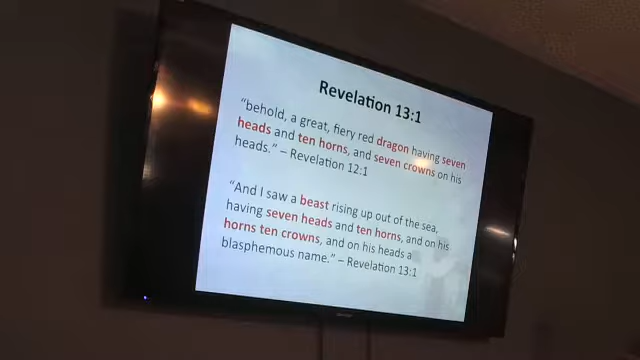 Revelation 13:1
“behold, a great, fiery red dragon having seven
heads and ten horns, and seven crowns on his
heads.” – Revelation 12:1
“And I saw a beast rising up out of the sea,
having seven heads and ten horns, and on his
horns ten crowns, and on his heads a
blasphemous name.” – Revelation 13:1